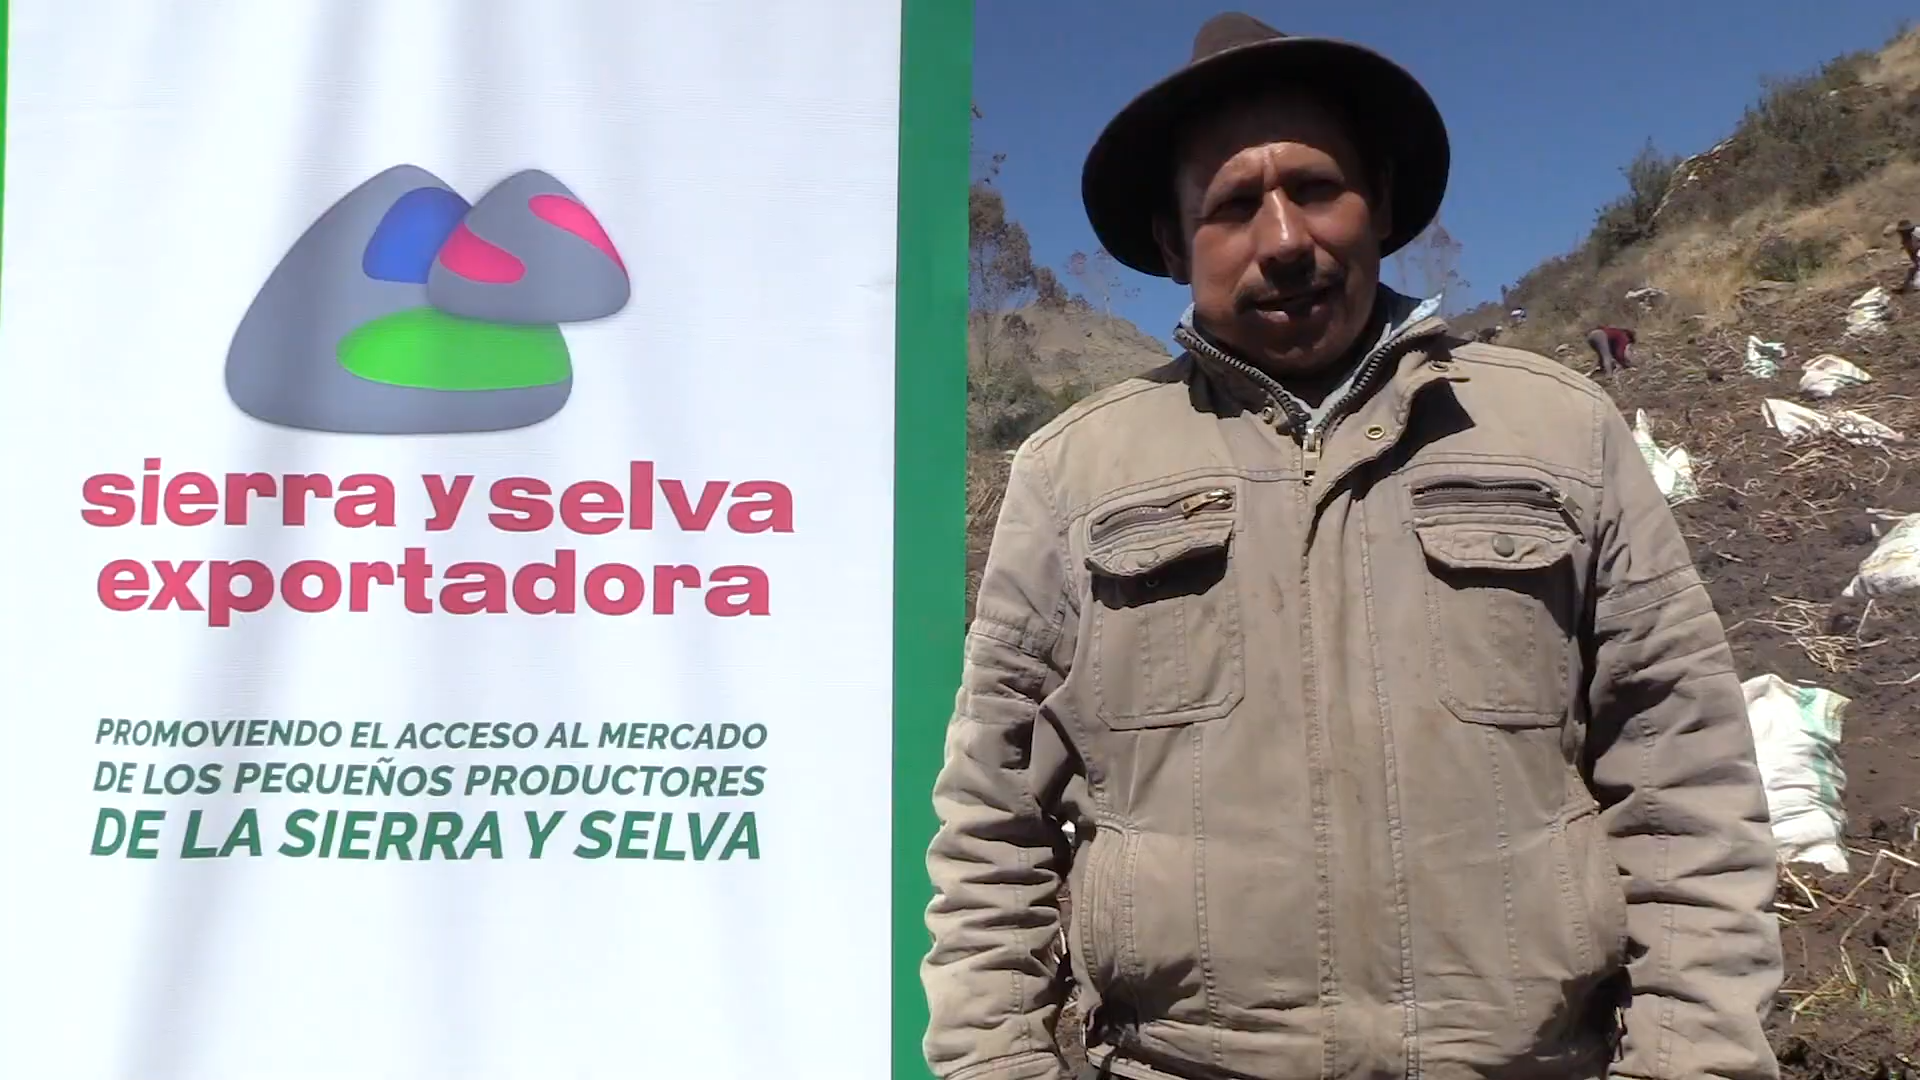 sierra y selva
exportadora
PROMOVIENDO EL ACCESO AL MERCADO
DE LOS PEQUEÑOS PRODUCTORES
DE LA SIERRA Y SELVA